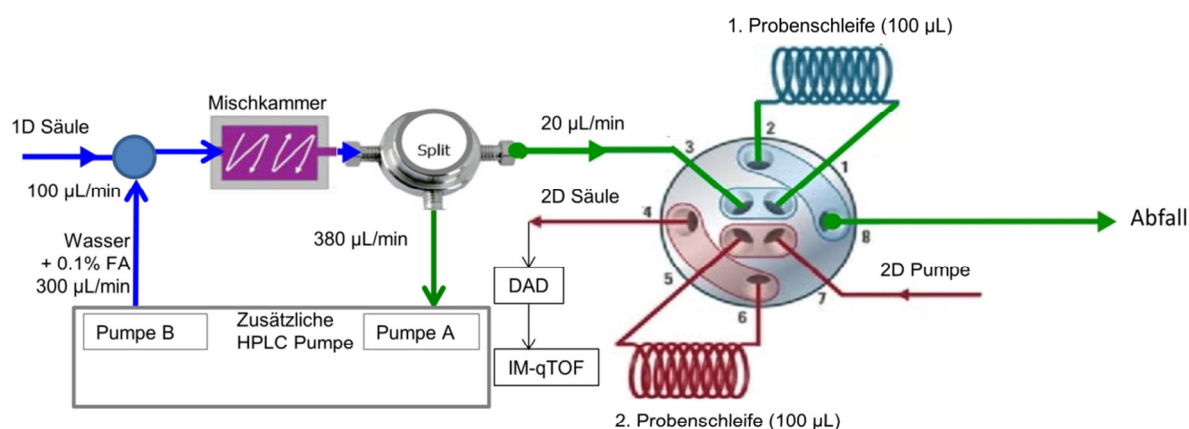 1. Probenschleife (100 µL)
Mischkammer
1D Säule
100 µL/min
Split
20 µL/min
2
3
1
4
8
5
7
6
Abfall
2D Säule
2D Pumpe
Wasser
+ 0.1% FA
300 µL/min
380 µL/min
DAD
IM-qTOF
Pumpe B
Zusätzliche
HPLC Pumpe
Pumpe A
2. Probenschleife (100 µL)